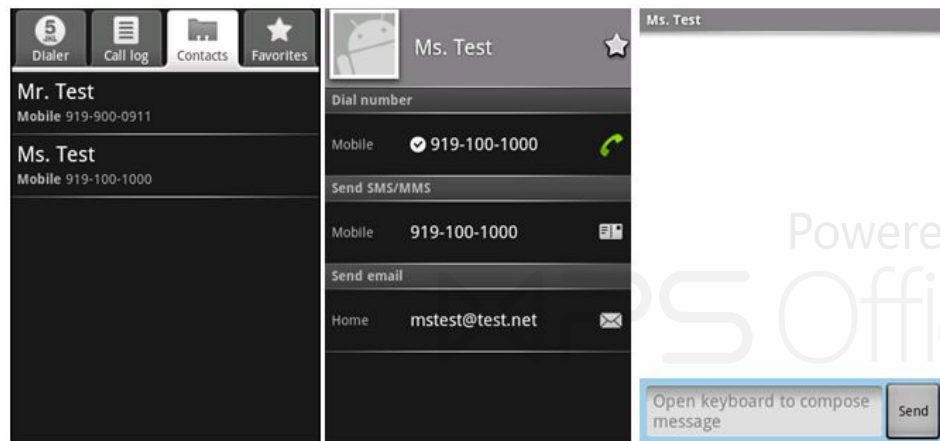 5
JKL
Dialer
Call log
Contacts
Favorites
Mr. Test
Mobile 919-900-0911
Ms. Test
Mobile 919-100-1000
Ms. Test
Dial number
Mobile 919-100-1000
Send SMS/MMS
Mobile 919-100-1000
Send email
Home mstest@test.net
Ms. Test
Open keyboard to compose
message
Send